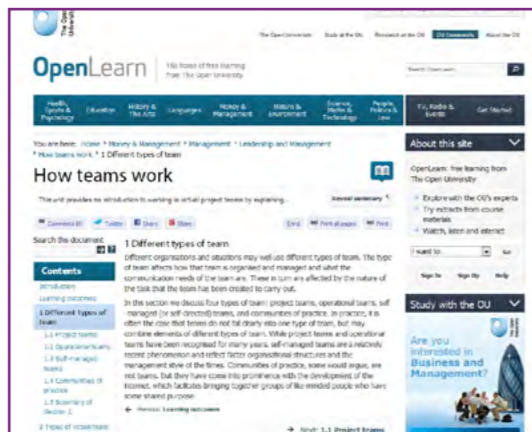 The Open University
The Open University Study at the OU Research at the OU OU Community About the OU
OpenLearn
The home of free learning
from The Open University
Search OpenLearn
Health, Sports & Psychology
Education
History & The Arts
Languages
Money & Management
Nature & Environment
Science, Maths & Technology
People, Politics & Law
TV, Radio & Events
Get Started
You are here: Home Money & Management Management Leadership and Management
How teams work 1 Different types of team
How teams work
This unit provides an introduction to working in virtual project teams by explaining...
Reveal summary
Twitter
Share
Share
Email
Print all pages
Print
Search the document
Contents
Introduction
Learning outcomes
1 Different types of
team
1.1 Project teams
1.2 Operational teams
1.3 Self-managed
teams
1.4 Communities of
practice
1.5 Summary of
Section 1
2 Types of virtual team
1 Different types of team
Different organisations and situations may well use different types of team. The type
of team affects how that team is organised and managed and what the
communication needs of the team are. These in turn are affected by the nature of
the task that the team has been created to carry out.
In this section we discuss four types of team: project teams, operational teams, self
-managed (or self-directed) teams, and communities of practice. In practice, it is
often the case that teams do not fall clearly into one type of team, but may
combine elements of different types of team. While project teams and operational
teams have been recognised for many years, self-managed teams are a relatively
recent phenomenon and reflect flatter organisational structures and the
management style of the times. Communities of practice, some would argue, are
not teams, but they have come into prominence with the development of the
Internet, which facilitates bringing together groups of like-minded people who have
some shared purpose.
Previous: Learning outcomes
Next: 1.1 Project teams
About this site
OpenLearn: free learning from
The Open University
Explore with the OU's experts
Try extracts from course
materials
Watch, listen and interact
I want to
Go
Sign In Sign Up Help
Study with the OU
Are you
interested in
Business and
Management?